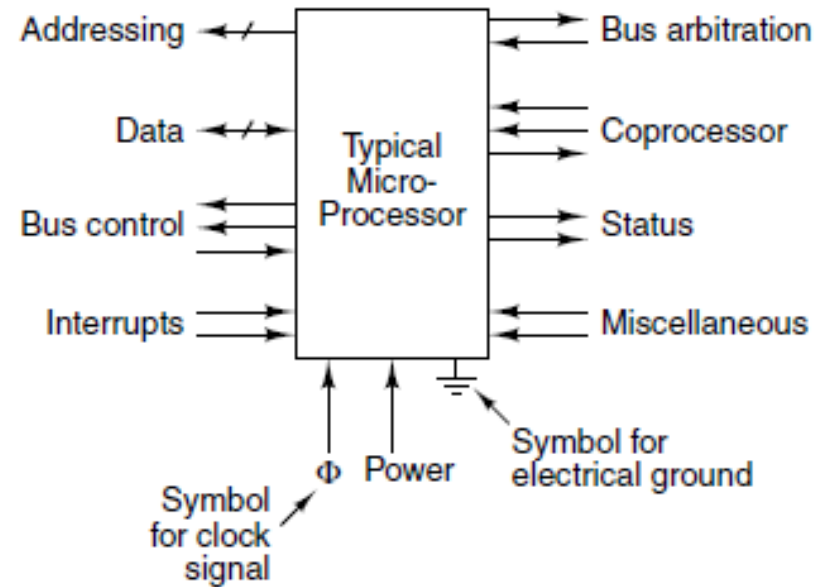 Addressing
Bus arbitration
Data
Typical
Micro-
Processor
Coprocessor
Bus control
Status
Interrupts
Miscellaneous
Φ
Power
Symbol for
electrical ground
Symbol
for clock
signal